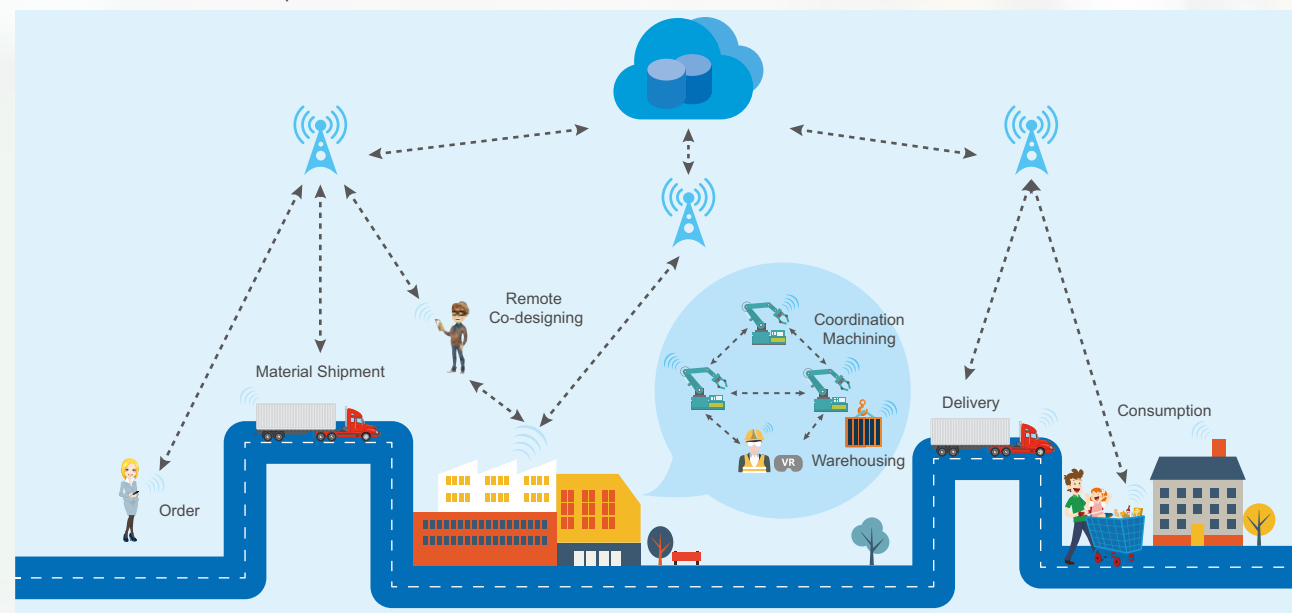 Remote
Co-designing
Coordination
Machining
Material Shipment
Delivery
Consumption
VR
Warehousing
Order